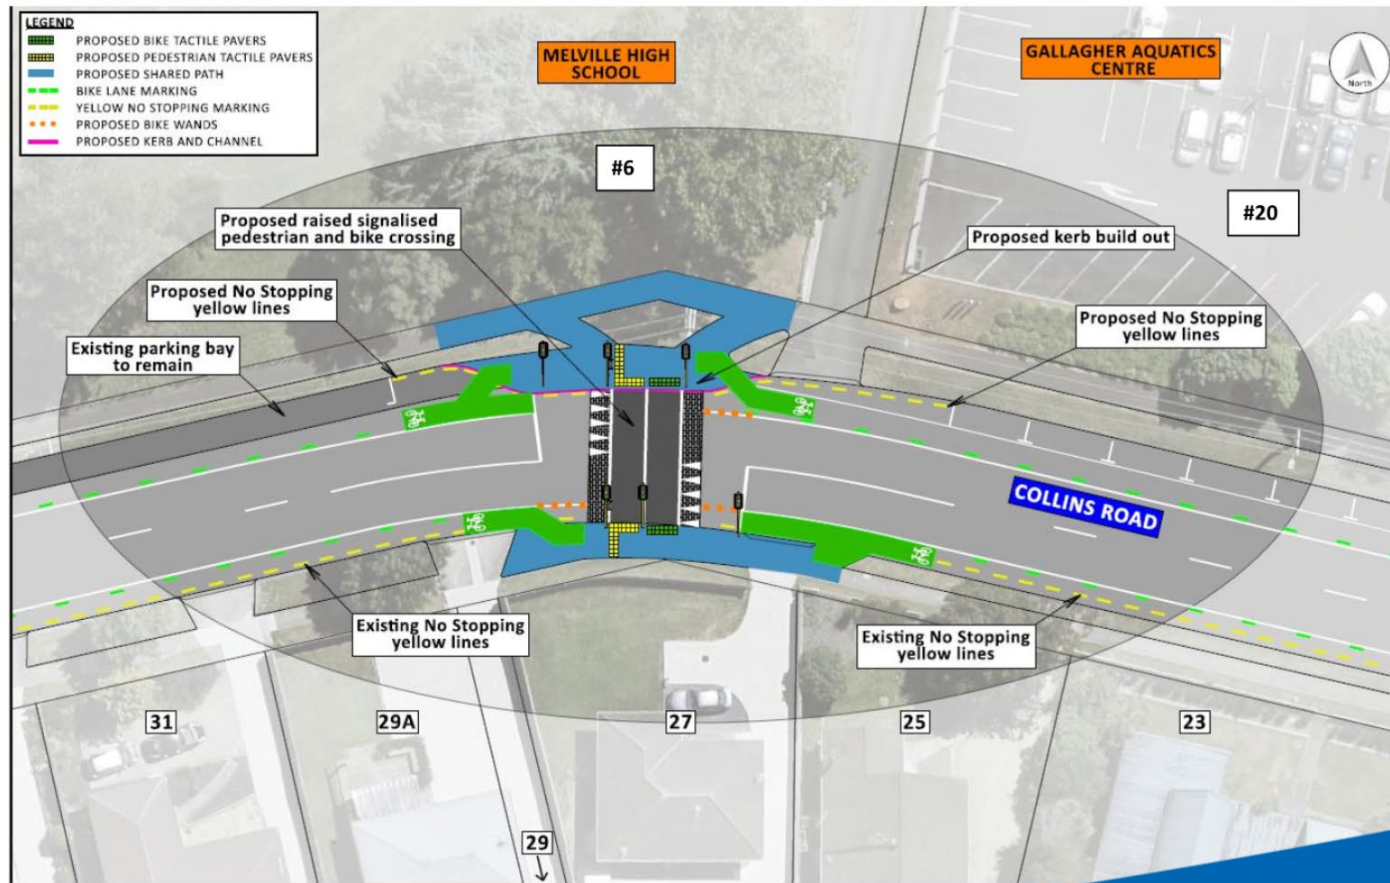 LEGEND
PROPOSED BIKE TACTILE PAVERS
PROPOSED PEDESTRIAN TACTILE PAVERS
PROPOSED SHARED PATH
BIKE LANE MARKING
YELLOW NO STOPPING MARKING
PROPOSED BIKE WANDS
PROPOSED KERB AND CHANNEL
MELVILLE HIGH
SCHOOL
GALLAGHER AQUATICS
CENTRE
North
#6
#20
Proposed raised signalised
pedestrian and bike crossing
Proposed kerb build out
Proposed No Stopping
yellow lines
Proposed No Stopping
yellow lines
Existing parking bay
to remain
COLLINS ROAD
Existing No Stopping
yellow lines
Existing No Stopping
yellow lines
31
29A
27
25
23
29